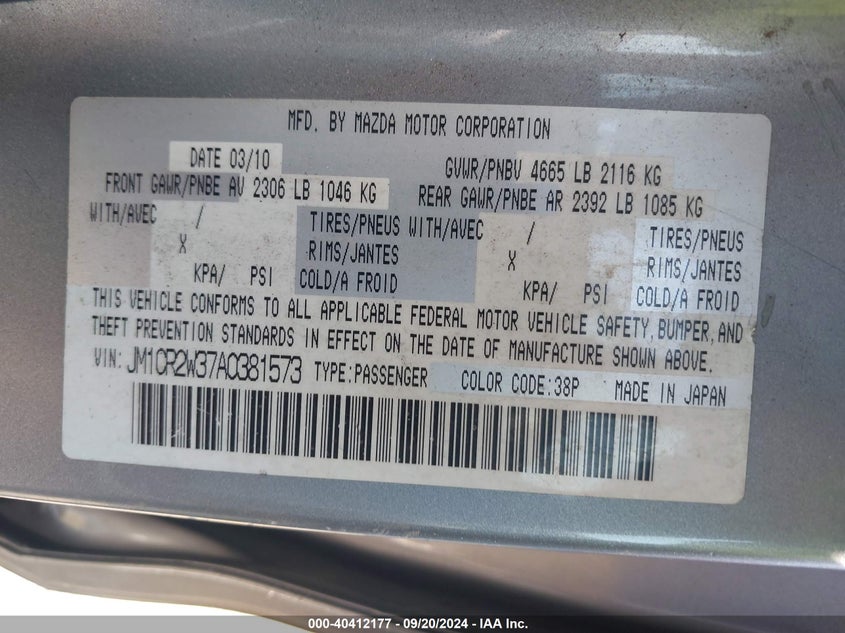 MFD. BY MAZDA MOTOR CORPORATION
DATE 03/10 GVWR/PNBV 4665 LB 2116 KG
FRONT GAWR/PNBE AV 2306 LB 1046 KG REAR GAWR/PNBE AR 2392 LB 1085 KG
WITH/AVEC / TIRES/PNEUS WITH/AVEC / TIRES/PNEUS
X RIMS/JANTES X RIMS/JANTES
KPA/ PSI COLD/A FROID KPA/ PSI COLD/A FROID
THIS VEHICLE CONFORMS TO ALL APPLICABLE FEDERAL MOTOR VEHICLE SAFETY, BUMPER, AND
THEFT PREVENTION STANDARDS IN EFFECT ON THE DATE OF MANUFACTURE SHOWN ABOVE.
VIN: JM1CR2W37A0381573 TYPE:PASSENGER COLOR CODE:38P MADE IN JAPAN
000-40412177 - 09/20/2024 - IAA Inc.